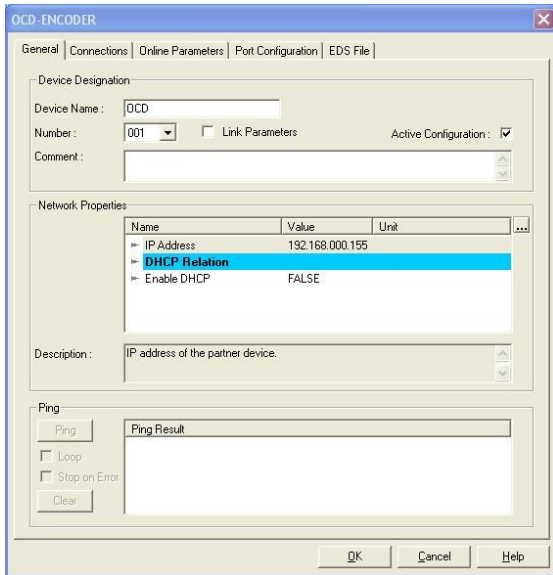 OCD-ENCODER
General Connections Online Parameters Port Configuration EDS File
Device Designation
Device Name : OCD
Number : 001 Link Parameters Active Configuration :
Comment :
Network Properties
Name Value Unit ...
IP Address 192.168.000.155
DHCP Relation
Enable DHCP FALSE
Description : IP address of the partner device.
Ping
Ping Ping Result
Loop
Stop on Error
Clear
OK Cancel Help